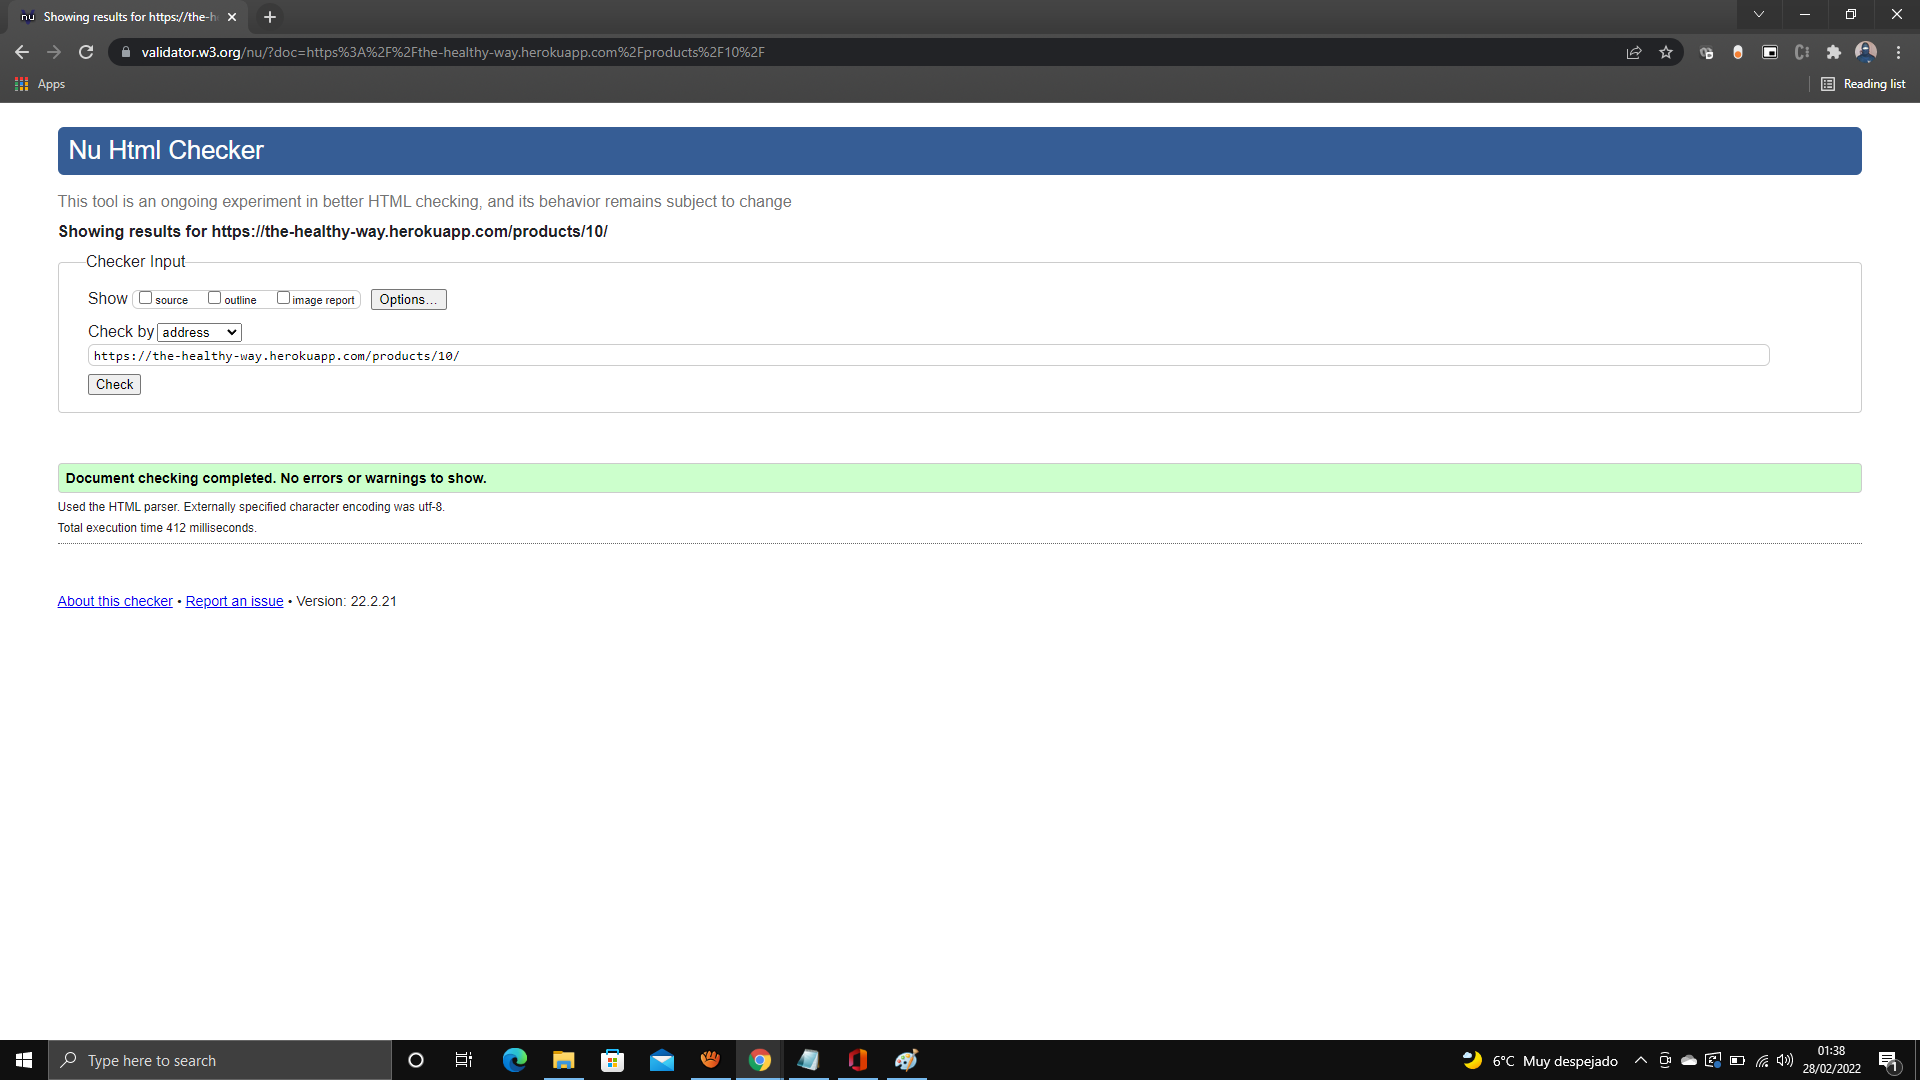 nu Showing results for https://the-h
validator.w3.org/nu/?doc=https%3A%2F%2Fthe-healthy-way.herokuapp.com%2Fproducts%2F10%2F
Apps
Reading list
Nu Html Checker
This tool is an ongoing experiment in better HTML checking, and its behavior remains subject to change
Showing results for https://the-healthy-way.herokuapp.com/products/10/
Checker Input
Show source outline image report Options...
Check by address
https://the-healthy-way.herokuapp.com/products/10/
Check
Document checking completed. No errors or warnings to show.
Used the HTML parser. Externally specified character encoding was utf-8.
Total execution time 412 milliseconds.
About this checker • Report an issue • Version: 22.2.21
Type here to search
6°C Muy despejado
01:38
28/02/2022
1